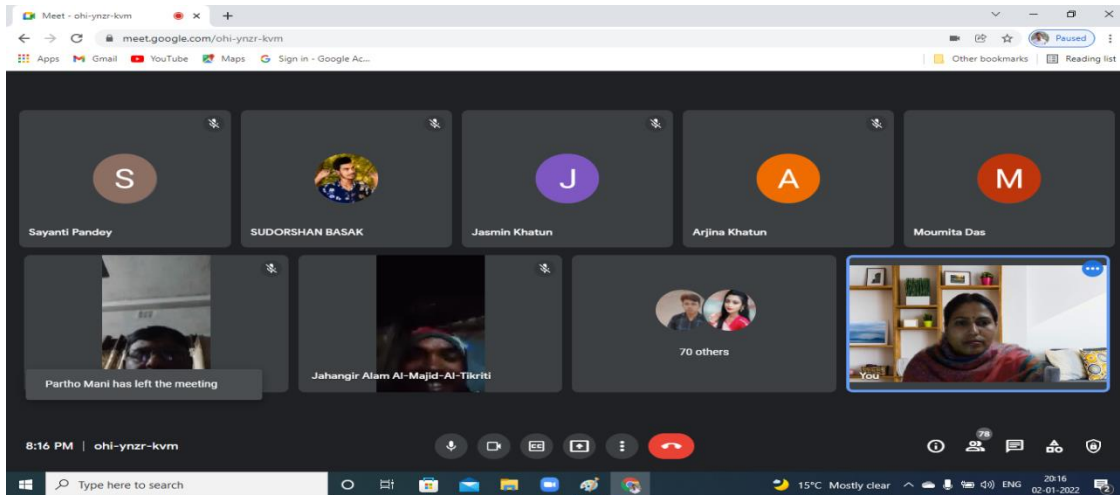 Meet - ohi-ynzr-kvm
meet.google.com/ohi-ynzr-kvm
Paused
Apps Gmail YouTube Maps Sign in - Google Ac...
Other bookmarks Reading list
S
J
A
M
Sayanti Pandey
SUDORSHAN BASAK
Jasmin Khatun
Arjina Khatun
Moumita Das
Partho Mani has left the meeting
Jahangir Alam Al-Majid-Al-Tikriti
70 others
You
8:16 PM | ohi-ynzr-kvm
78
Type here to search
15°C Mostly clear
ENG
20:16
02-01-2022
2